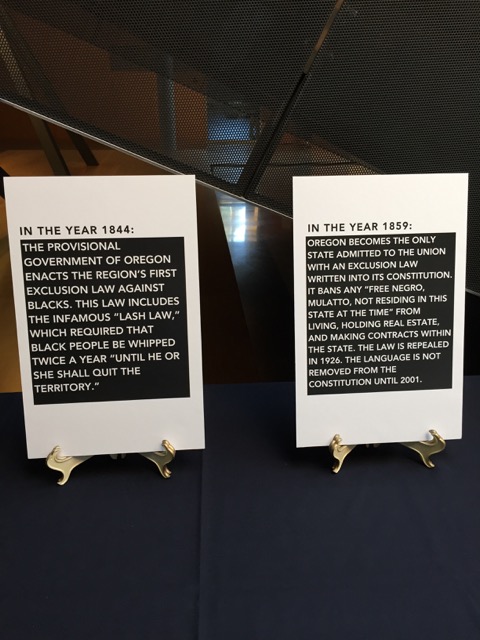 IN THE YEAR 1844:
THE PROVISIONAL
GOVERNMENT OF OREGON
ENACTS THE REGION'S FIRST
EXCLUSION LAW AGAINST
BLACKS. THIS LAW INCLUDES
THE INFAMOUS "LASH LAW,"
WHICH REQUIRED THAT
BLACK PEOPLE BE WHIPPED
TWICE A YEAR "UNTIL HE OR
SHE SHALL QUIT THE
TERRITORY."
IN THE YEAR 1859:
OREGON BECOMES THE ONLY
STATE ADMITTED TO THE UNION
WITH AN EXCLUSION LAW
WRITTEN INTO ITS CONSTITUTION.
IT BANS ANY "FREE NEGRO,
MULATTO, NOT RESIDING IN THIS
STATE AT THE TIME" FROM
LIVING, HOLDING REAL ESTATE,
AND MAKING CONTRACTS WITHIN
THE STATE. THE LAW IS REPEALED
IN 1926. THE LANGUAGE IS NOT
REMOVED FROM THE
CONSTITUTION UNTIL 2001.